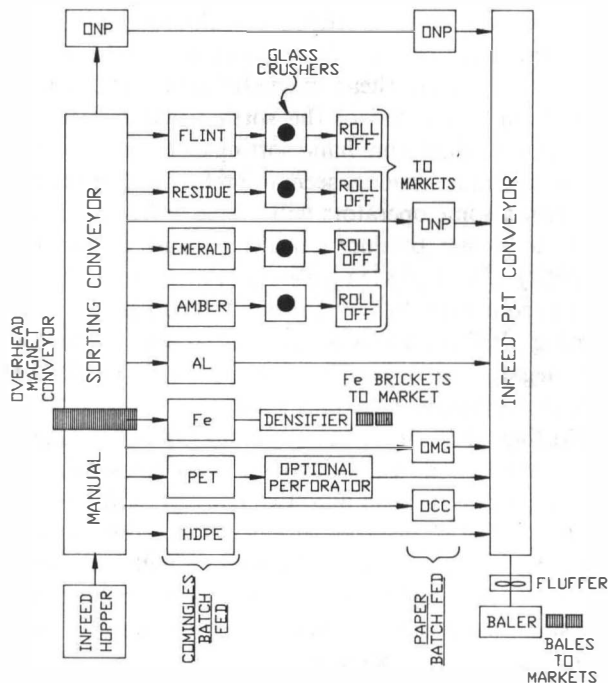 ONP
ONP
GLASS
CRUSHERS
FLINT
ROLL
OFF
RESIDUE
ROLL
OFF
TO
MARKETS
ONP
EMERALD
ROLL
OFF
AMBER
ROLL
OFF
OVERHEAD
MAGNET
CONVEYOR
MANUAL SORTING CONVEYOR
INFEED PIT CONVEYOR
AL
Fe BRICKETS
TO MARKET
Fe
DENSIFIER
OMG
PET
OPTIONAL
PERFORATOR
OCC
HDPE
INFEED
HOPPER
COMINGLES
BATCH
FED
PAPER
BATCH FED
FLUFFER
BALER
BALES
TO
MARKETS